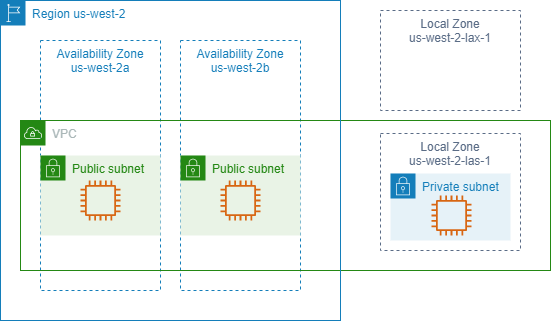 Region us-west-2
Availability Zone
us-west-2a
Availability Zone
us-west-2b
Local Zone
us-west-2-lax-1
VPC
Public subnet
Public subnet
Local Zone
us-west-2-las-1
Private subnet